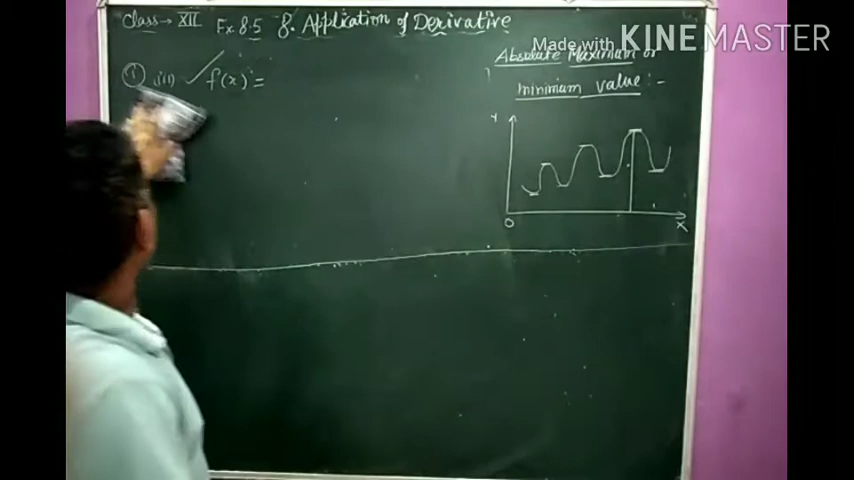 Class → XII Ex 8.5 8. Application of Derivative
Made with KINEMASTER
Absolute Maximum or
minimum value :-
(i) f(x) =
Y
O
X